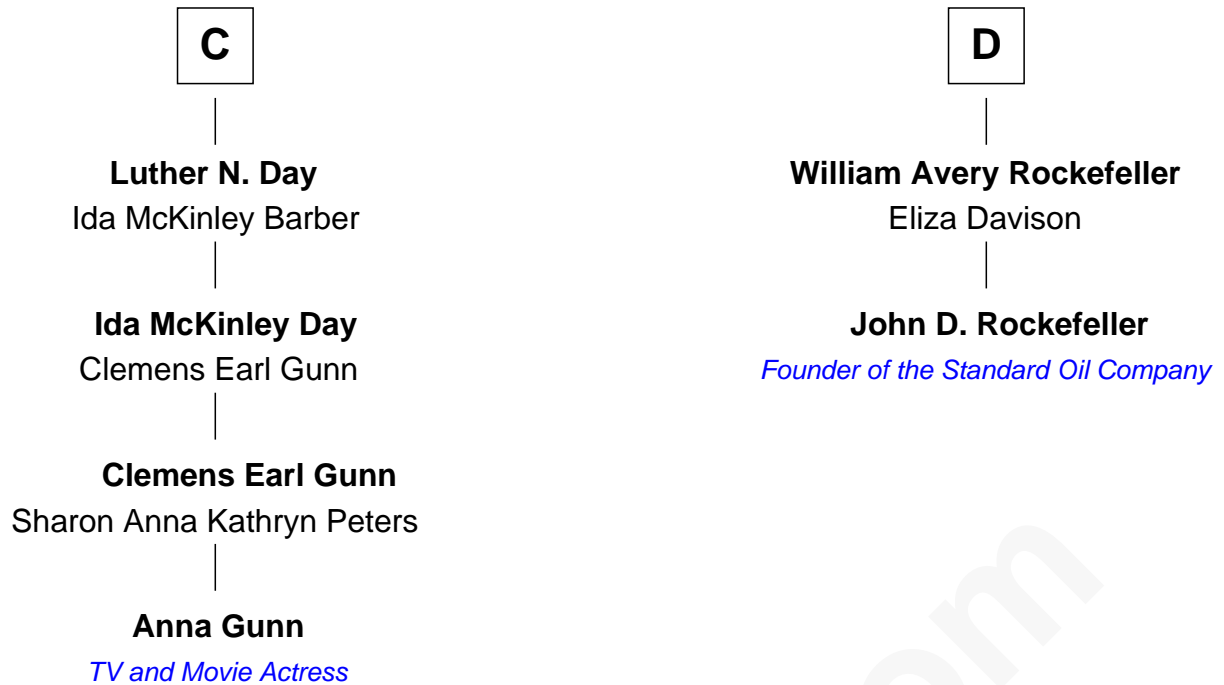 C
Luther N. Day
Ida McKinley Barber
Ida McKinley Day
Clemens Earl Gunn
Clemens Earl Gunn
Sharon Anna Kathryn Peters
Anna Gunn
TV and Movie Actress
D
William Avery Rockefeller
Eliza Davison
John D. Rockefeller
Founder of the Standard Oil Company
om